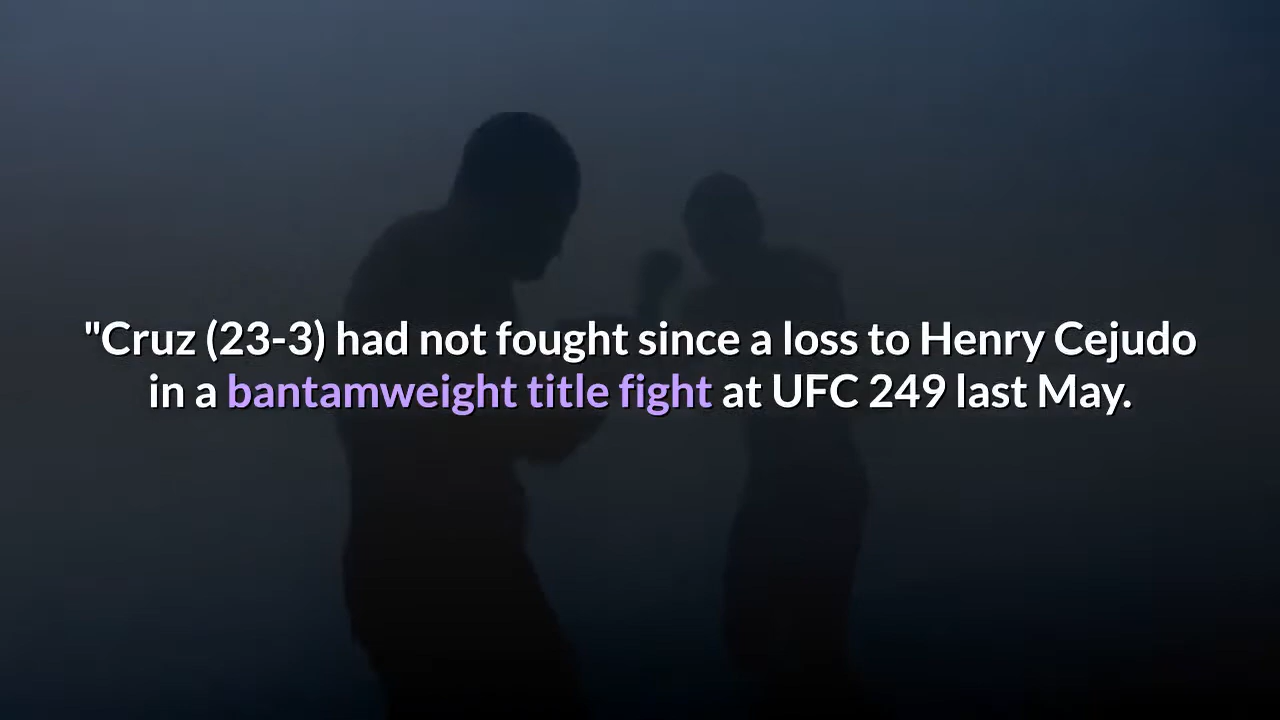 "Cruz (23-3) had not fought since a loss to Henry Cejudo
in a bantamweight title fight at UFC 249 last May.